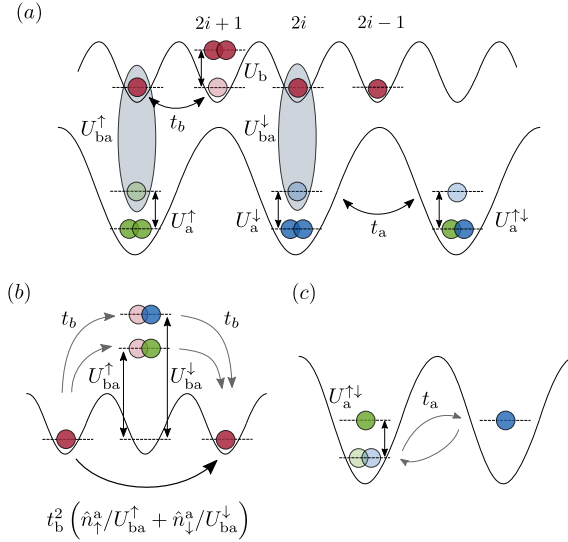 (a)
2i + 1
2i
2i − 1
U_b
U_ba^↑
t_b
U_ba^↓
U_a^↑
U_a^↓
t_a
U_a^↑↓
(b)
t_b
t_b
U_ba^↑
U_ba^↓
t_b^2 ( n̂_↑^a /U_ba^↑ + n̂_↓^a /U_ba^↓ )
(c)
U_a^↑↓
t_a